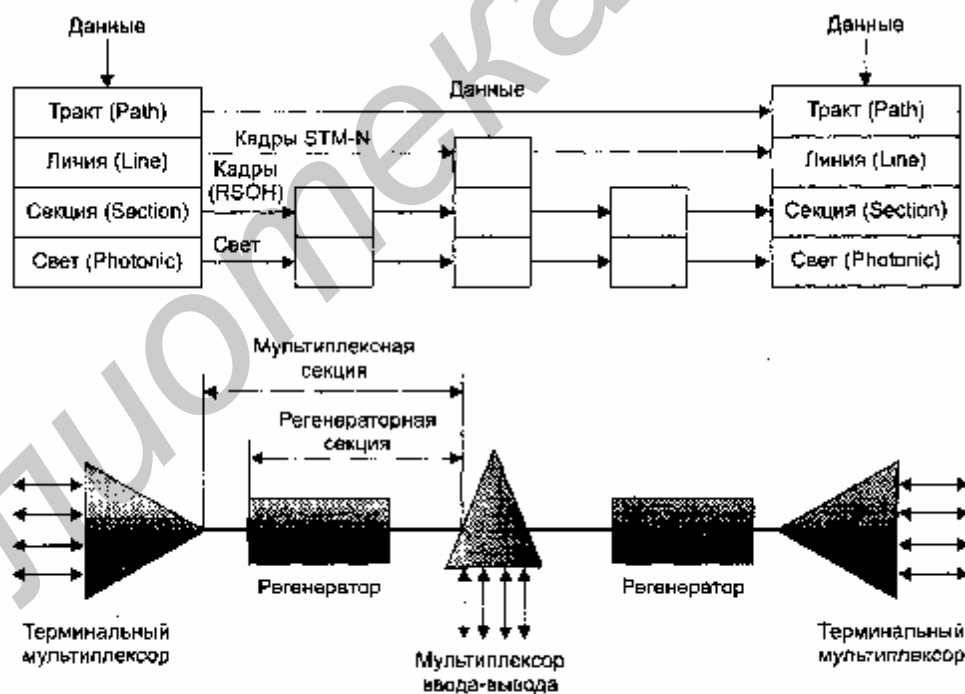 Данные
Данные
Тракт (Path)
Данные
Тракт (Path)
Линия (Line)
Кадры STM-N
Линия (Line)
Кадры
(RSOH)
Секция (Section)
Секция (Section)
Свет (Photonic)
Свет
Свет (Photonic)
Мультиплексная
секция
Регенераторная
секция
Регенератор
Регенератор
Терминальный
мультиплексор
Терминальный
мультиплексор
Мультиплексор
ввода-вывода
лиотека